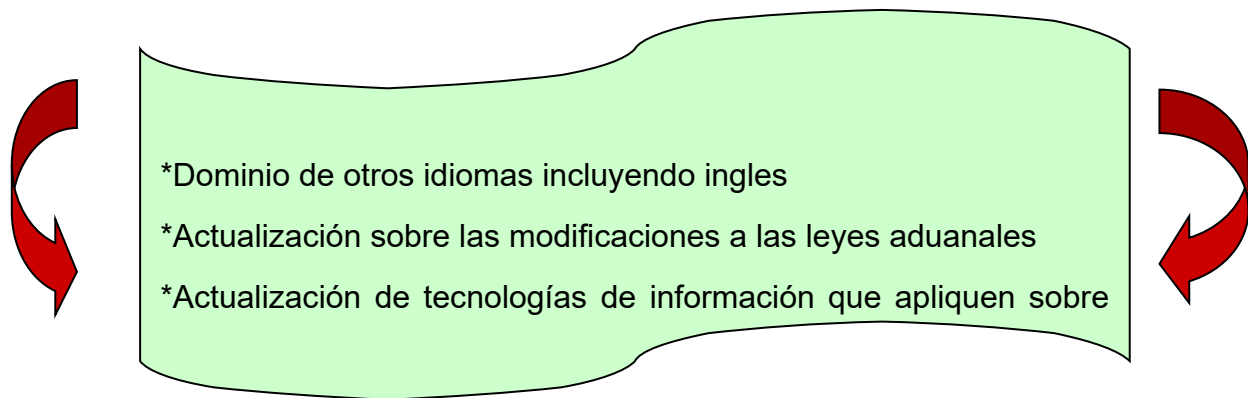 *Dominio de otros idiomas incluyendo ingles
*Actualización sobre las modificaciones a las leyes aduanales
*Actualización de tecnologías de información que apliquen sobre